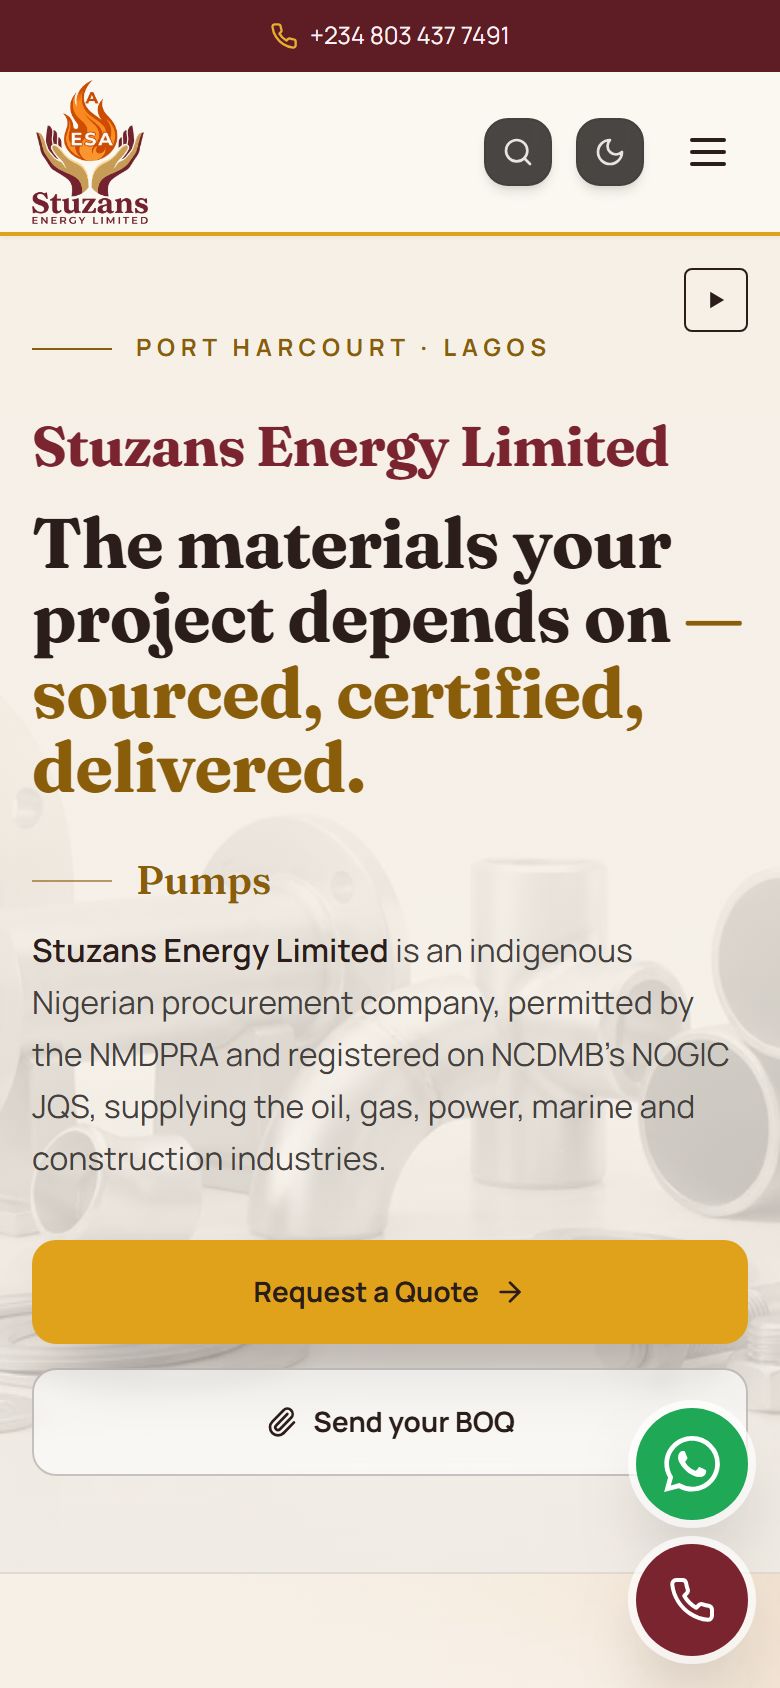 +234 803 437 7491
A
ESA
Stuzans
ENERGY LIMITED
PORT HARCOURT · LAGOS
Stuzans Energy Limited
The materials your
project depends on —
sourced, certified,
delivered.
Pumps
Stuzans Energy Limited is an indigenous
Nigerian procurement company, permitted by
the NMDPRA and registered on NCDMB’s NOGIC
JQS, supplying the oil, gas, power, marine and
construction industries.
Request a Quote →
Send your BOQ